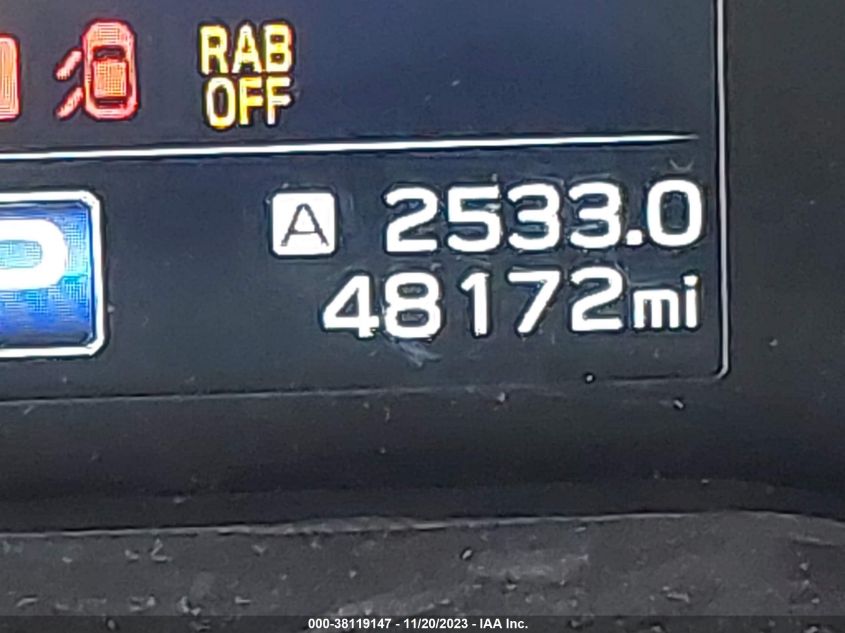 RAB
OFF
A 2533.0
48172mi
P
000-38119147 - 11/20/2023 - IAA Inc.